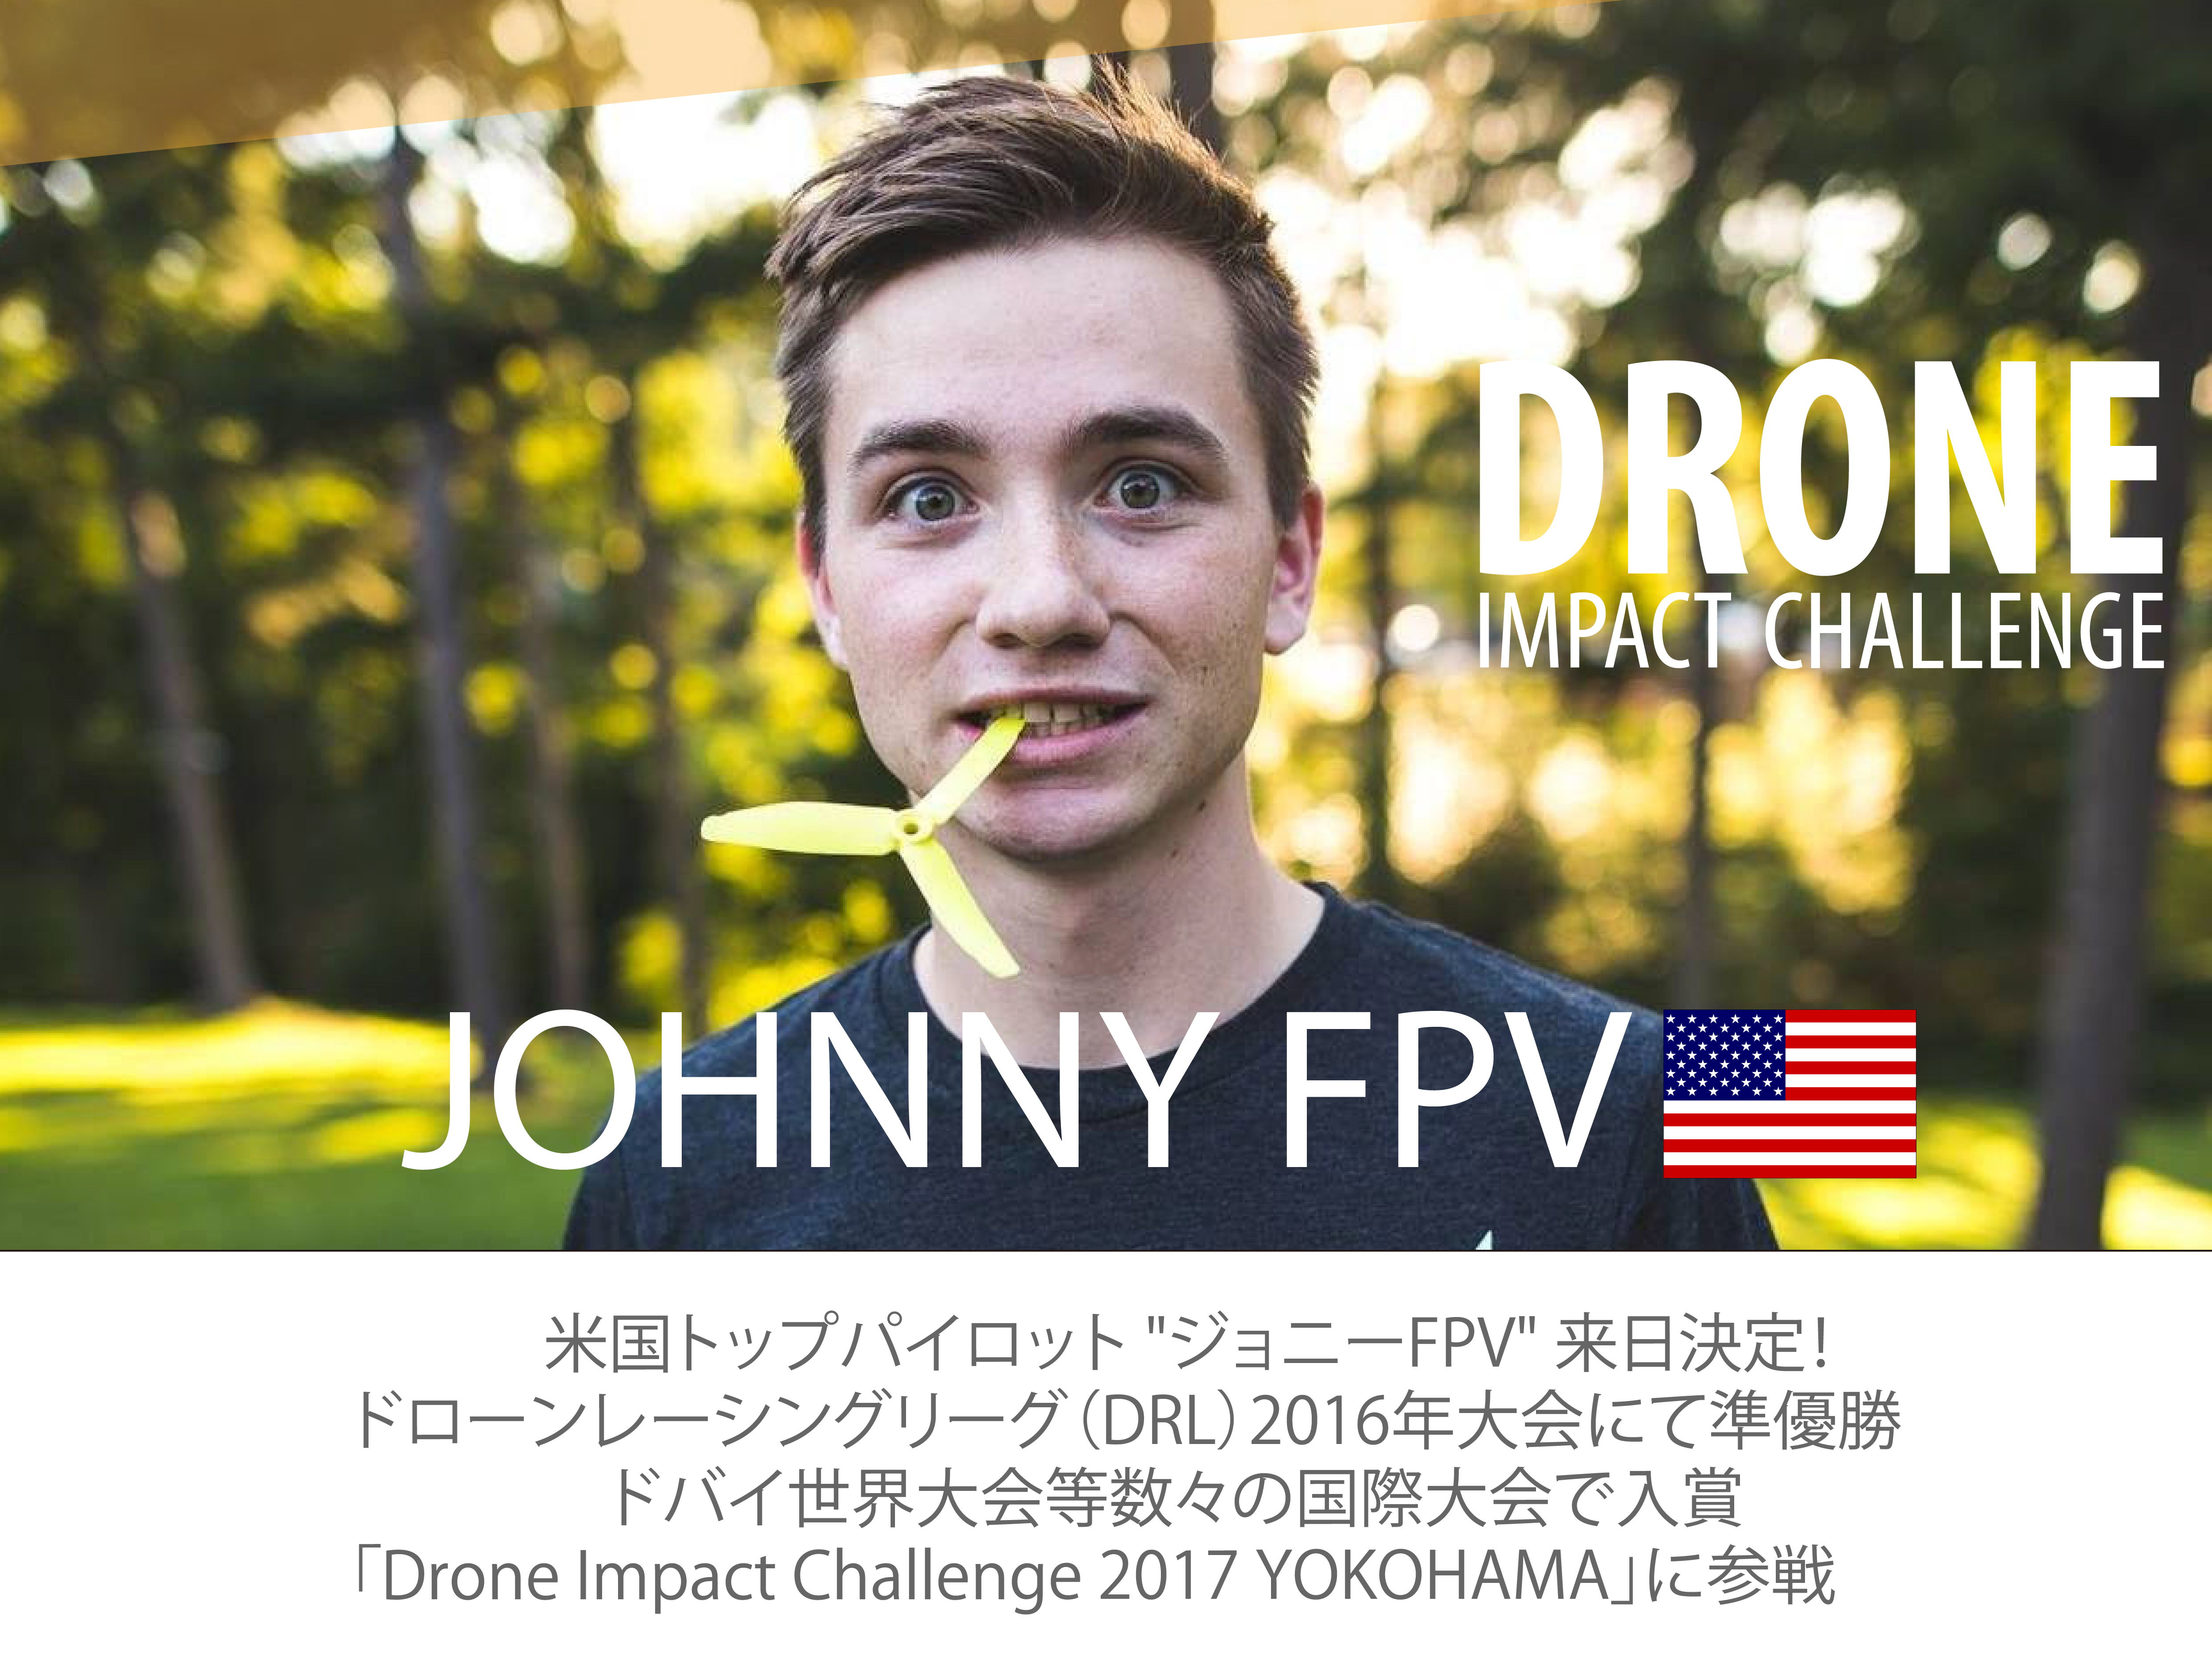 DRONE
IMPACT CHALLENGE
JOHNNY FPV
米国トップパイロット "ジョニーFPV" 来日決定!
ドローンレーシングリーグ（DRL）2016年大会にて準優勝
ドバイ世界大会等数々の国際大会で入賞
「Drone Impact Challenge 2017 YOKOHAMA」に参戦